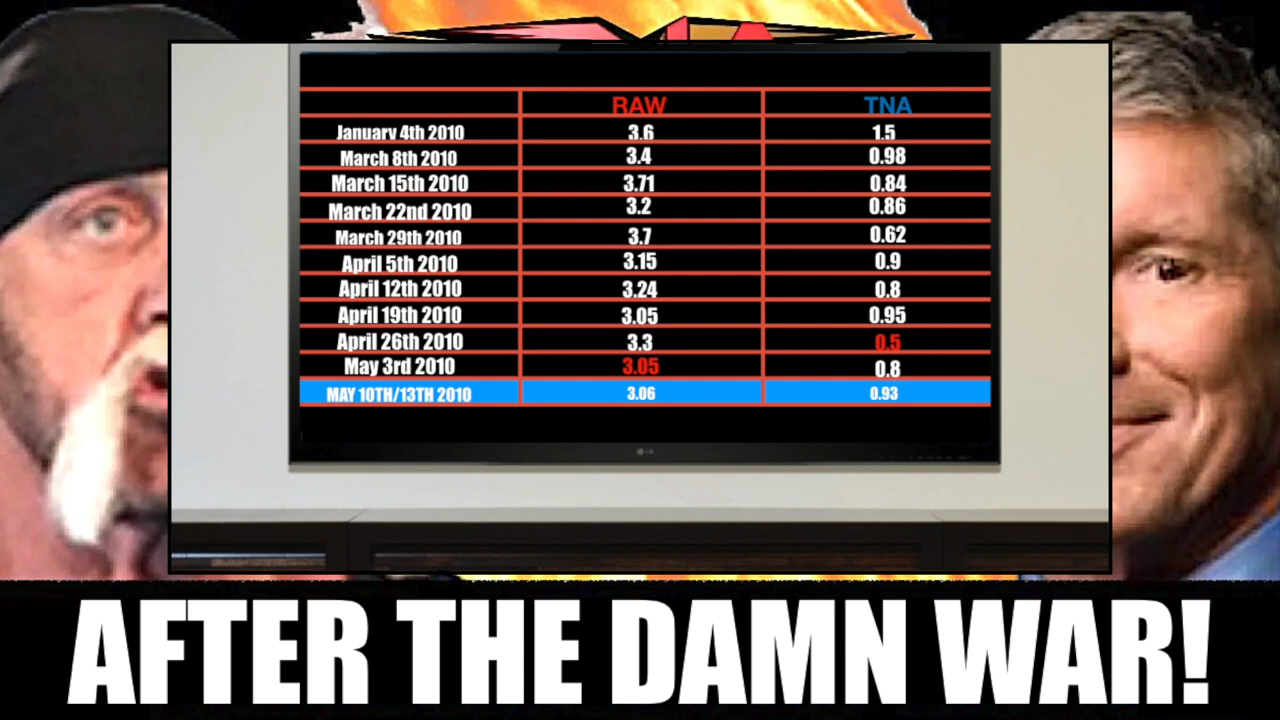 RAW TNA
January 4th 2010 3.6 1.5
March 8th 2010 3.4 0.98
March 15th 2010 3.71 0.84
March 22nd 2010 3.2 0.86
March 29th 2010 3.7 0.62
April 5th 2010 3.15 0.9
April 12th 2010 3.24 0.8
April 19th 2010 3.05 0.95
April 26th 2010 3.3 0.5
May 3rd 2010 3.05 0.8
MAY 10TH/13TH 2010 3.06 0.93
LG
AFTER THE DAMN WAR!